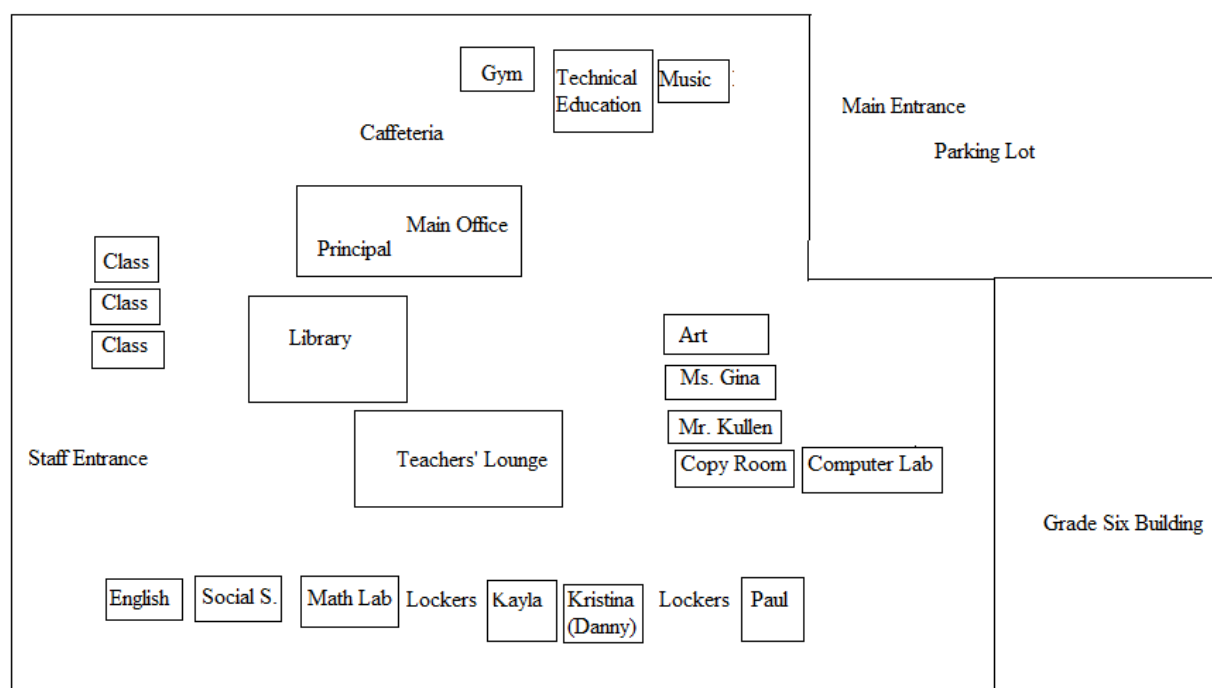 Gym
Technical
Education
Music
Main Entrance
Caffeteria
Parking Lot
Main Office
Principal
Class
Class
Class
Library
Art
Ms. Gina
Mr. Kullen
Staff Entrance
Teachers' Lounge
Copy Room
Computer Lab
Grade Six Building
English
Social S.
Math Lab
Lockers
Kayla
Kristina
(Danny)
Lockers
Paul